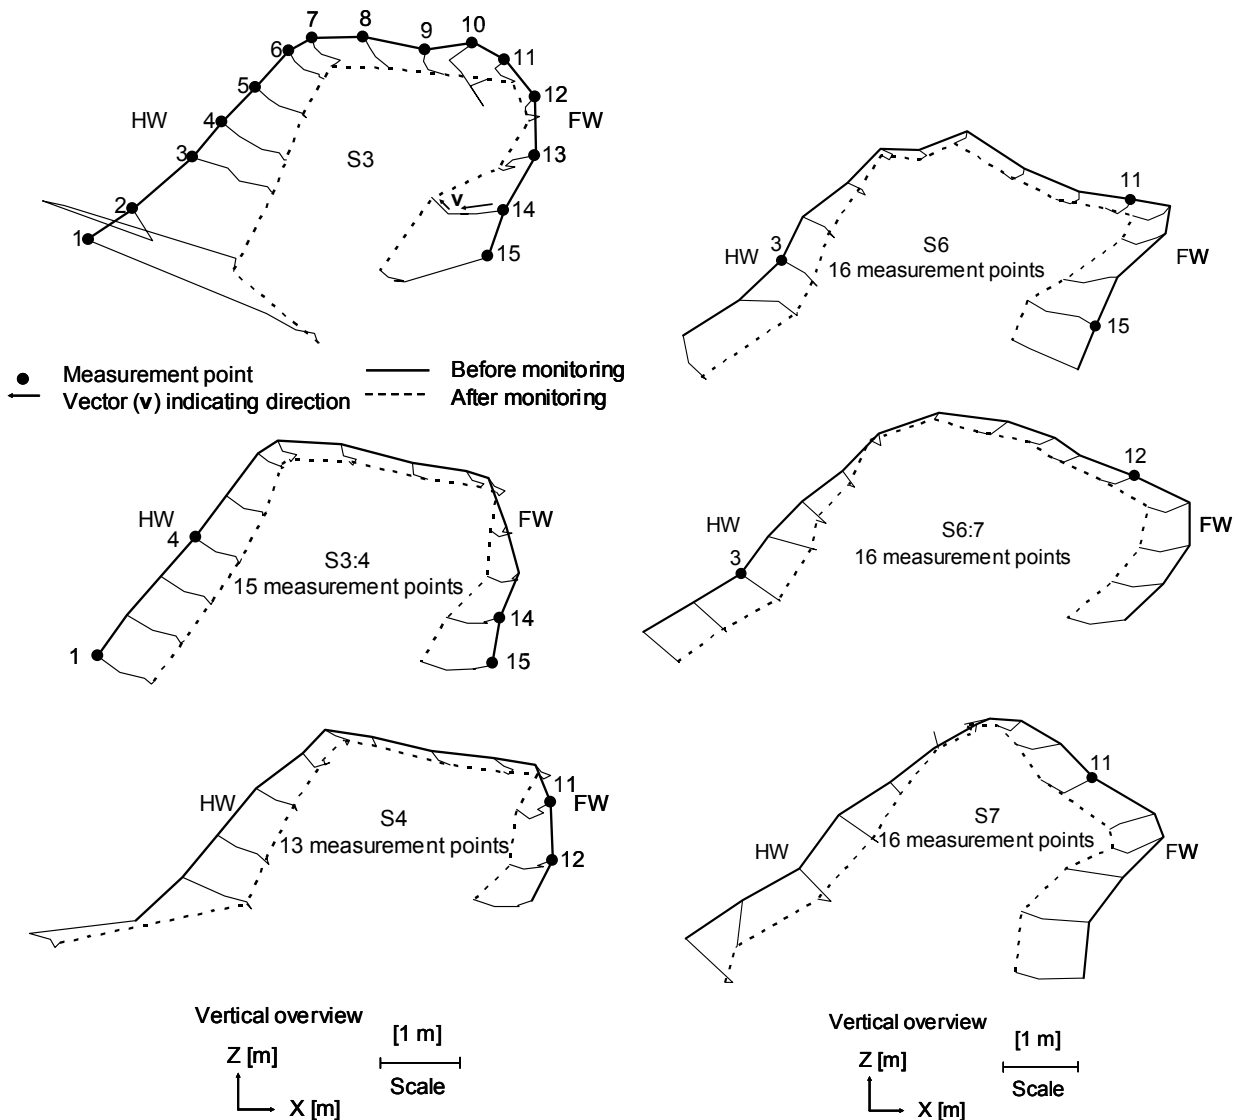 7
8
9
10
6
11
5
12
HW
4
FW
3
S3
13
v
2
14
1
15
Measurement point
Before monitoring
Vector (v) indicating direction
After monitoring
11
3
S6
HW
16 measurement points
FW
15
HW
4
FW
S3:4
15 measurement points
14
1
15
12
HW
FW
S6:7
3
16 measurement points
11
HW
FW
S4
13 measurement points
12
11
S7
16 measurement points
HW
FW
Vertical overview
[1 m]
Z [m]
Scale
X [m]
Vertical overview
[1 m]
Z [m]
Scale
X [m]